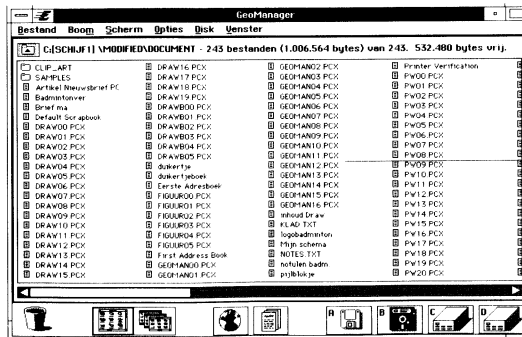 GeoManager
Bestand Boom Scherm Opties Disk Venster
C:[SCHIJF1] \MODIFIED\DOCUMENT - 243 bestanden (1.006.564 bytes) van 243. 532.480 bytes vrij.
CLIP_ART
SAMPLES
Artikel Nieuwsbrief PC
Badmintonver
Brief ma
Default Scrapbook
DRAW00.PCX
DRAW01.PCX
DRAW02.PCX
DRAW03.PCX
DRAW04.PCX
DRAW05.PCX
DRAW06.PCX
DRAW07.PCX
DRAW08.PCX
DRAW09.PCX
DRAW10.PCX
DRAW11.PCX
DRAW12.PCX
DRAW13.PCX
DRAW14.PCX
DRAW15.PCX
DRAW16.PCX
DRAW17.PCX
DRAW18.PCX
DRAW19.PCX
DRAWB00.PCX
DRAWB01.PCX
DRAWB02.PCX
DRAWB03.PCX
DRAWB04.PCX
DRAWB05.PCX
duikertje
duikertjeboek
Eerste Adresboek
FIGUUR00.PCX
FIGUUR01.PCX
FIGUUR02.PCX
FIGUUR03.PCX
FIGUUR04.PCX
FIGUUR05.PCX
First Address Book
GEOMAN00.PCX
GEOMAN01.PCX
GEOMAN02.PCX
GEOMAN03.PCX
GEOMAN04.PCX
GEOMAN05.PCX
GEOMAN06.PCX
GEOMAN07.PCX
GEOMAN08.PCX
GEOMAN09.PCX
GEOMAN10.PCX
GEOMAN11.PCX
GEOMAN12.PCX
GEOMAN13.PCX
GEOMAN14.PCX
GEOMAN15.PCX
GEOMAN16.PCX
inhoud Draw
KLAD.TXT
logobadminton
Mijn schema
NOTES.TXT
notulen badm
pijlblokje
Printer Verification
PW00.PCX
PW01.PCX
PW02.PCX
PW03.PCX
PW04.PCX
PW05.PCX
PW06.PCX
PW07.PCX
PW08.PCX
PW09.PCX
PW10.PCX
PW11.PCX
PW12.PCX
PW13.PCX
PW14.PCX
PW15.PCX
PW16.PCX
PW17.PCX
PW18.PCX
PW19.PCX
PW20.PCX
A
B
C
D